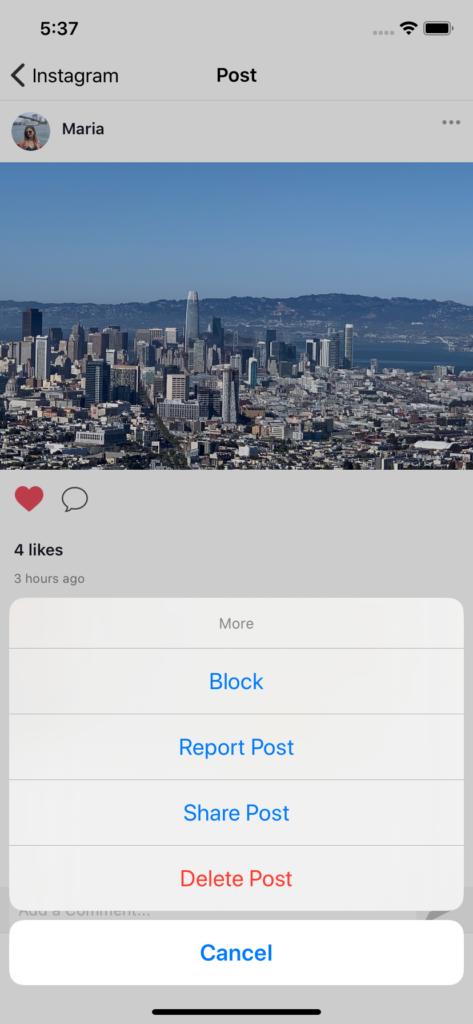 5:37
Instagram
Post
Maria
4 likes
3 hours ago
More
Block
Report Post
Share Post
Delete Post
Add a Comment...
Cancel